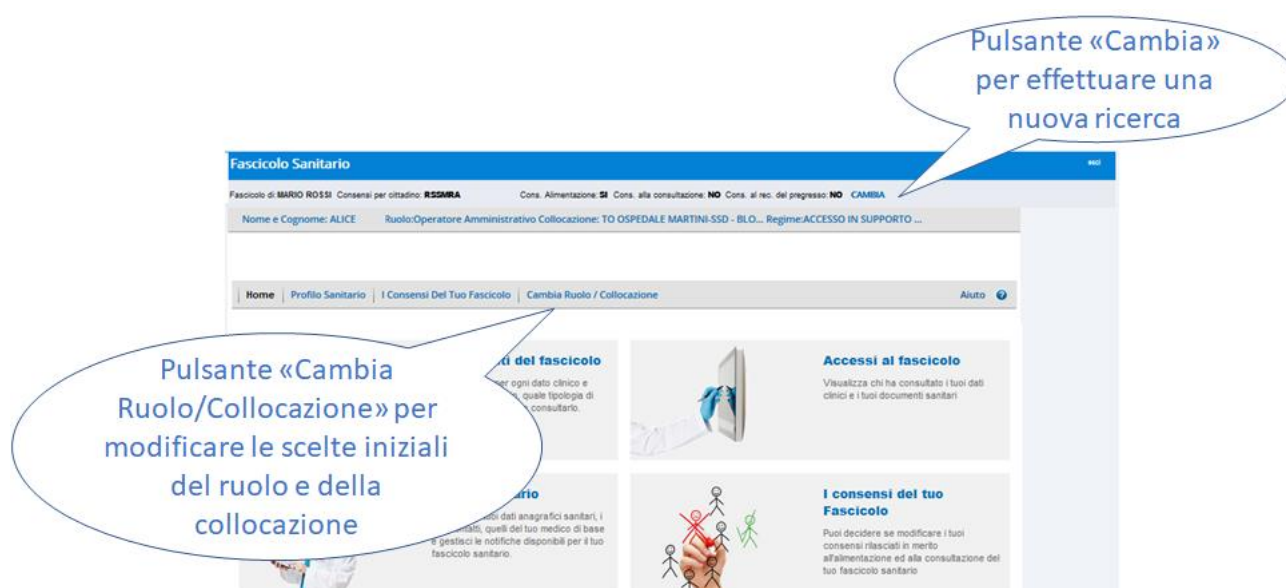 Pulsante «Cambia»
per effettuare una
nuova ricerca
Fascicolo Sanitario
esci
Fascicolo di: MARIO ROSSI Consensi per cittadino: RSSMRA Cons. Alimentazione: SI Cons. alla consultazione: NO Cons. al rec. del pregresso: NO CAMBIA
Nome e Cognome: ALICE Ruolo:Operatore Amministrativo Collocazione: TO OSPEDALE MARTINI-SSD - BLO... Regime:ACCESSO IN SUPPORTO ...
Home Profilo Sanitario I Consensi Del Tuo Fascicolo Cambia Ruolo / Collocazione Aiuto ?
Pulsante «Cambia
Ruolo/Collocazione» per
modificare le scelte iniziali
del ruolo e della
collocazione
del fascicolo
per ogni dato clinico e
quale tipologia di
consultarlo.
Accessi al fascicolo
Visualizza chi ha consultato i tuoi dati
clinici e i tuoi documenti sanitari
dati anagrafici sanitari, i
quelli del tuo medico di base
e gestisci le notifiche disponibili per il tuo
fascicolo sanitario.
I consensi del tuo
Fascicolo
Puoi decidere se modificare i tuoi
consensi rilasciati in merito
all'alimentazione ed alla consultazione del
tuo fascicolo sanitario